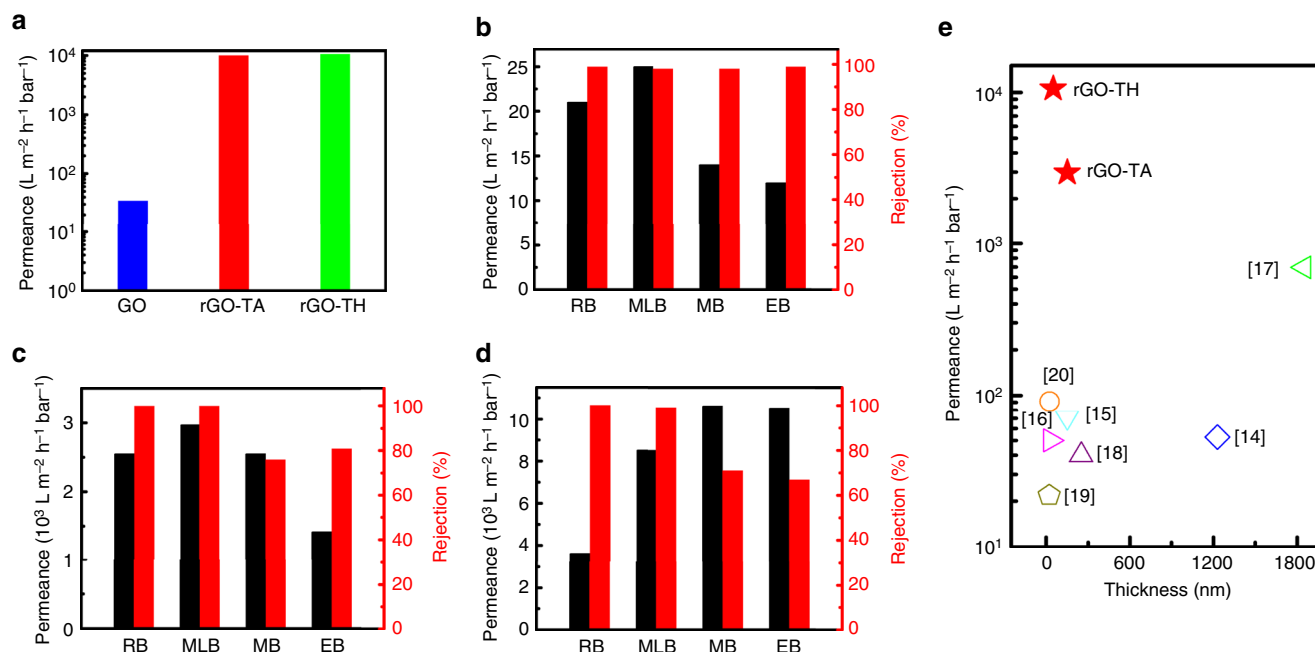 a
Permeance (L m⁻² h⁻¹ bar⁻¹)
10⁴
10³
10²
10¹
10⁰
GO rGO-TA rGO-TH
b
Permeance (L m⁻² h⁻¹ bar⁻¹)
25
20
15
10
5
0
RB MLB MB EB
100
80
60
40
20
0
Rejection (%)
c
Permeance (10³ L m⁻² h⁻¹ bar⁻¹)
3
2
1
0
RB MLB MB EB
100
80
60
40
20
0
Rejection (%)
d
Permeance (10³ L m⁻² h⁻¹ bar⁻¹)
10
8
6
4
2
0
RB MLB MB EB
100
80
60
40
20
0
Rejection (%)
e
Permeance (L m⁻² h⁻¹ bar⁻¹)
10⁴
10³
10²
10¹
rGO-TH
rGO-TA
[17]
[20]
[16] [15]
[14]
[18]
[19]
0 600 1200 1800
Thickness (nm)